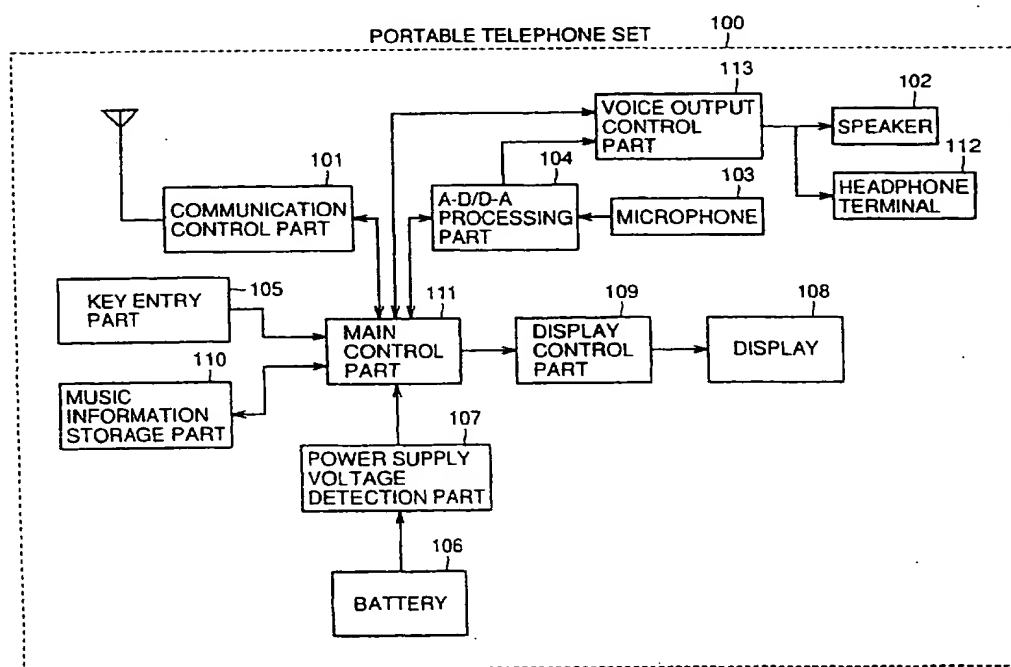 PORTABLE TELEPHONE SET
100
113
VOICE OUTPUT
CONTROL
PART
102
SPEAKER
112
HEADPHONE
TERMINAL
101
COMMUNICATION
CONTROL PART
104
A-D/D-A
PROCESSING
PART
103
MICROPHONE
105
KEY ENTRY
PART
111
MAIN
CONTROL
PART
109
DISPLAY
CONTROL
PART
108
DISPLAY
110
MUSIC
INFORMATION
STORAGE PART
107
POWER SUPPLY
VOLTAGE
DETECTION PART
106
BATTERY